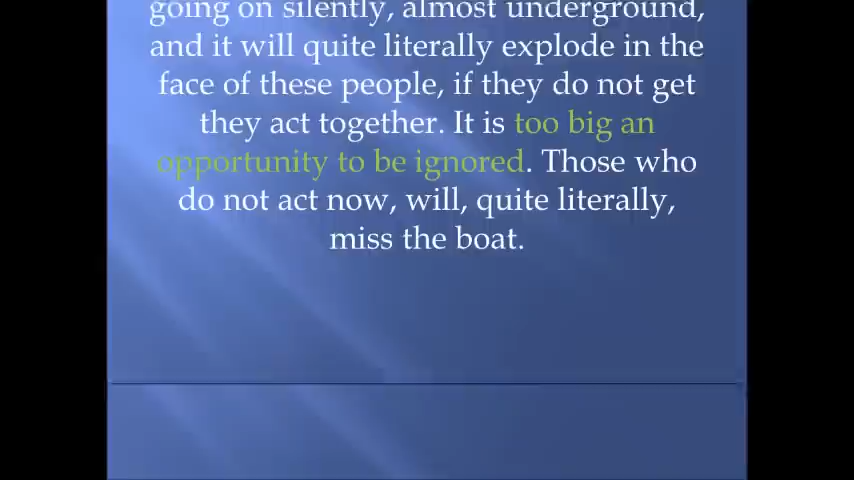 going on silently, almost underground,
and it will quite literally explode in the
face of these people, if they do not get
they act together. It is too big an
opportunity to be ignored. Those who
do not act now, will, quite literally,
miss the boat.